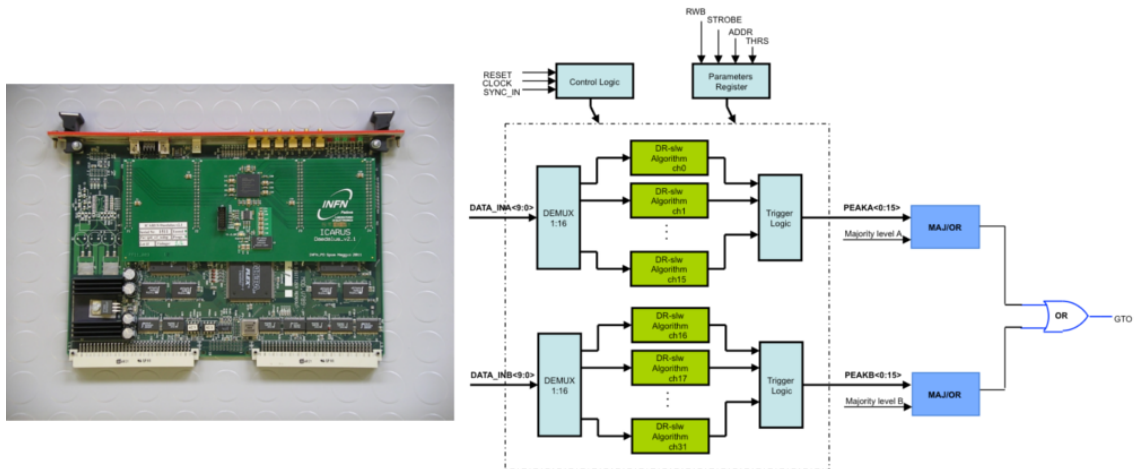 INFN
ICARUS
Daedalus_v2.1
RWB
STROBE
ADDR
THRS
RESET
CLOCK
SYNC_IN
Control Logic
Parameters
Register
DATA_INA<9:0>
DEMUX
1:16
DR-slw
Algorithm
ch0
DR-slw
Algorithm
ch1
DR-slw
Algorithm
ch15
Trigger
Logic
PEAKA<0:15>
Majority level A
MAJ/OR
OR
GTO
DATA_INB<9:0>
DEMUX
1:16
DR-slw
Algorithm
ch16
DR-slw
Algorithm
ch17
DR-slw
Algorithm
ch31
Trigger
Logic
PEAKB<0:15>
Majority level B
MAJ/OR